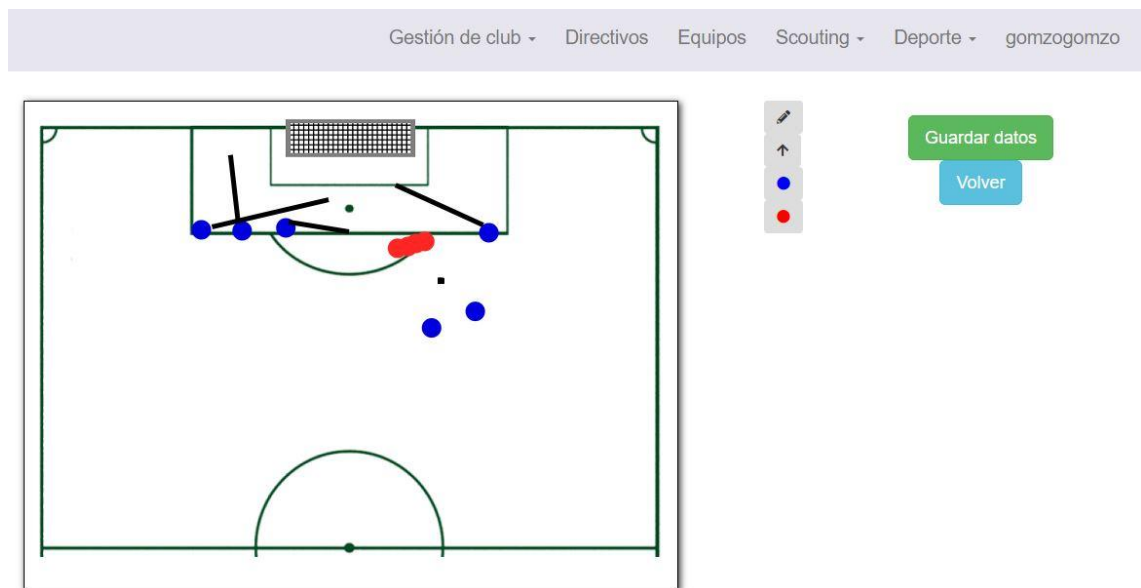 Gestión de club Directivos Equipos Scouting Deporte gomzogomzo
Guardar datos
Volver